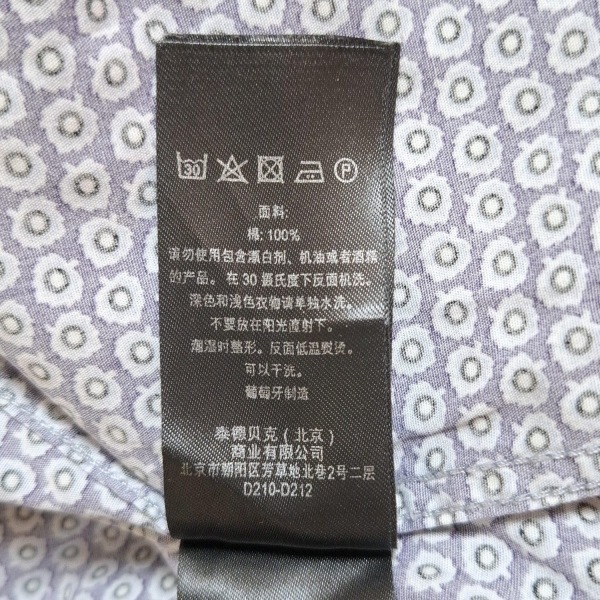 30 P
面料:
棉: 100%
请勿使用包含漂白剂、机油或者酒精
的产品。在 30 摄氏度下反面机洗。
深色和浅色衣物请单独水洗。
不要放在阳光直射下。
潮湿时整形。反面低温熨烫。
可以干洗。
葡萄牙制造
泰德贝克（北京）
商业有限公司
北京市朝阳区芳草地北巷2号二层
D210-D212